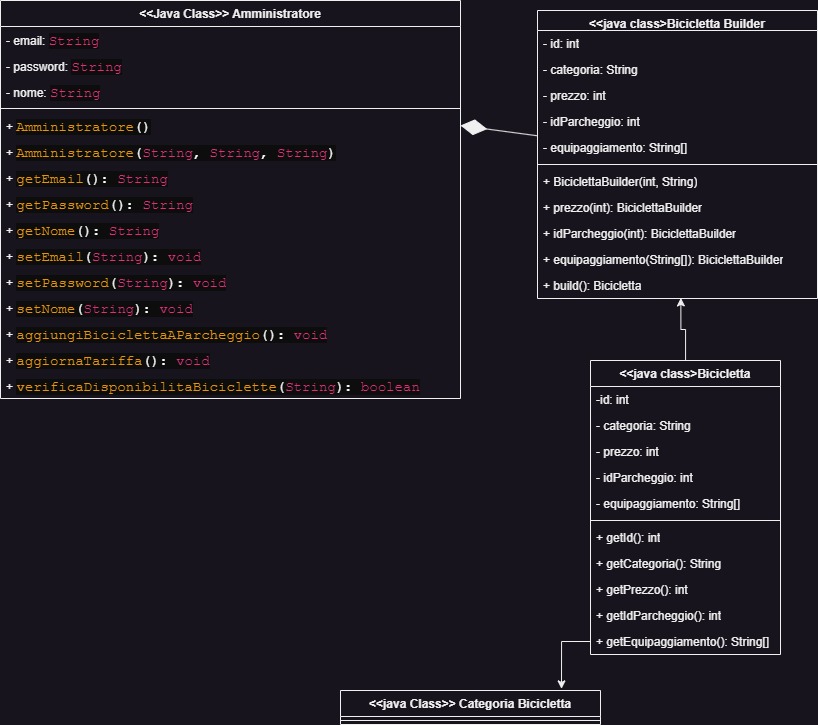 <<Java Class>> Amministratore
- email: String
- password: String
- nome: String
+ Amministratore()
+ Amministratore(String, String, String)
+ getEmail(): String
+ getPassword(): String
+ getNome(): String
+ setEmail(String): void
+ setPassword(String): void
+ setNome(String): void
+ aggiungiBiciclettaAParcheggio(): void
+ aggiornaTariffa(): void
+ verificaDisponibilitaBiciclette(String): boolean
<<java class>Bicicletta Builder
- id: int
- categoria: String
- prezzo: int
- idParcheggio: int
- equipaggiamento: String[]
+ BiciclettaBuilder(int, String)
+ prezzo(int): BiciclettaBuilder
+ idParcheggio(int): BiciclettaBuilder
+ equipaggiamento(String[]): BiciclettaBuilder
+ build(): Bicicletta
<<java class>Bicicletta
-id: int
- categoria: String
- prezzo: int
- idParcheggio: int
- equipaggiamento: String[]
+ getId(): int
+ getCategoria(): String
+ getPrezzo(): int
+ getIdParcheggio(): int
+ getEquipaggiamento(): String[]
<<java Class>> Categoria Bicicletta